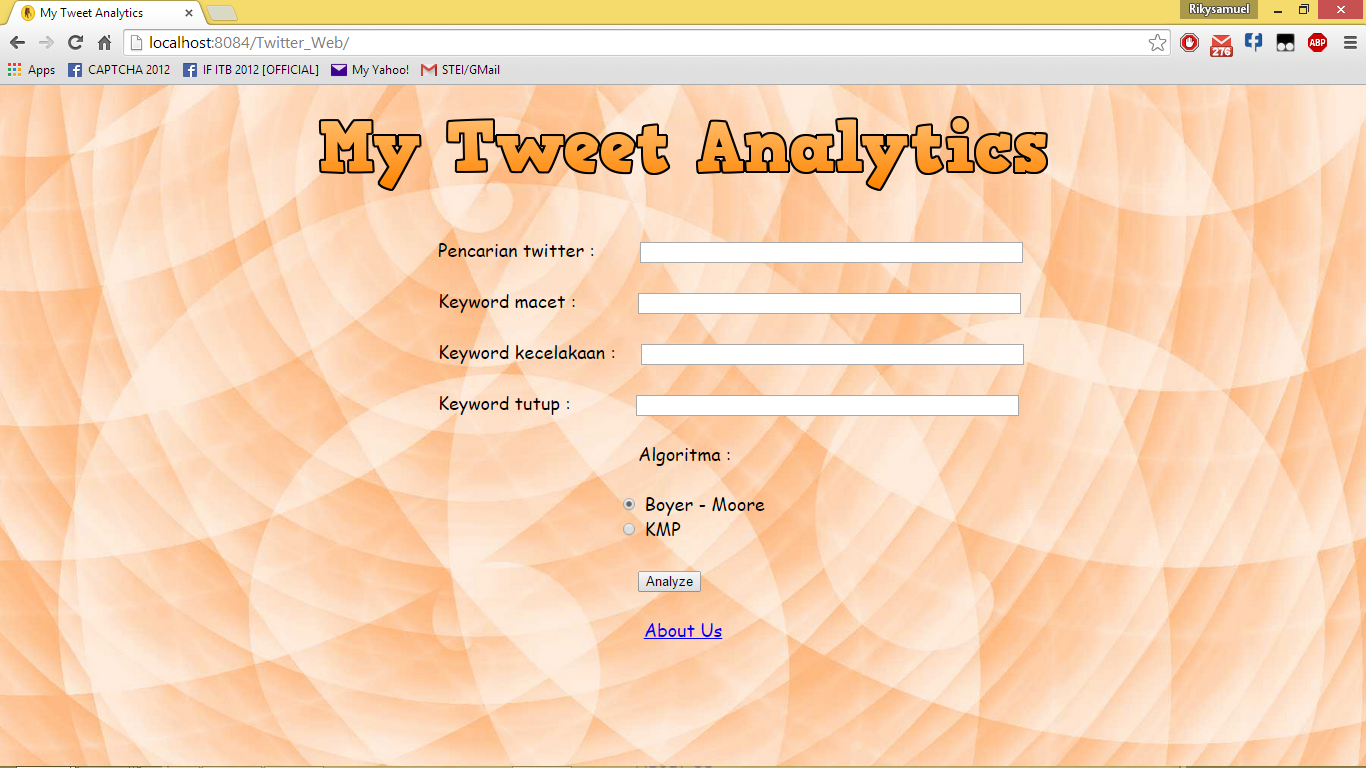 My Tweet Analytics
Rikysamuel
localhost:8084/Twitter_Web/
276
ABP
Apps
CAPTCHA 2012
IF ITB 2012 [OFFICIAL]
My Yahoo!
STEI/GMail
My Tweet Analytics
Pencarian twitter :
Keyword macet :
Keyword kecelakaan :
Keyword tutup :
Algoritma :
Boyer - Moore
KMP
Analyze
About Us